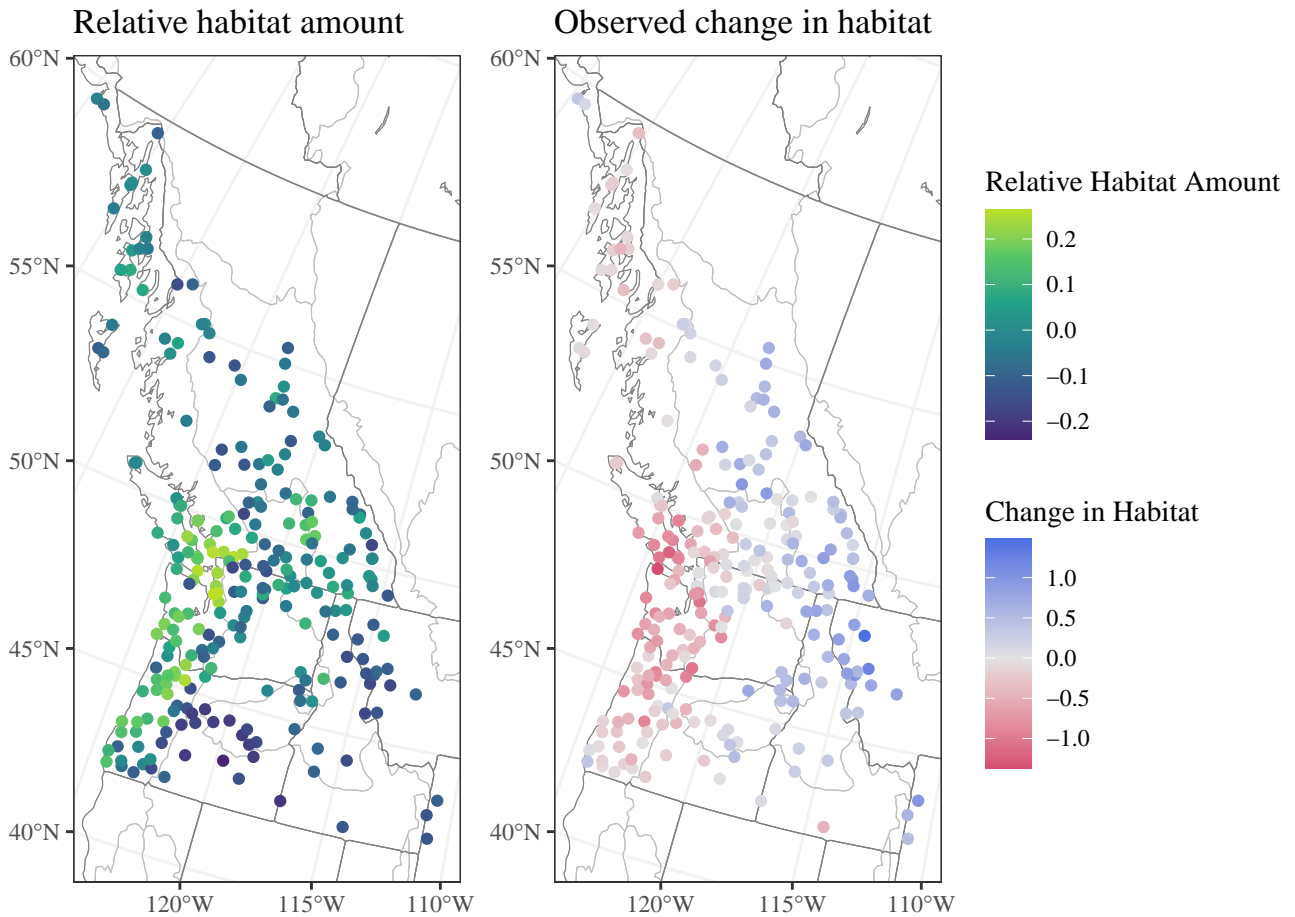 Relative habitat amount
Observed change in habitat
60°N
55°N
50°N
45°N
40°N
120°W
115°W
110°W
60°N
55°N
50°N
45°N
40°N
120°W
115°W
110°W
Relative Habitat Amount
0.2
0.1
0.0
−0.1
−0.2
Change in Habitat
1.0
0.5
0.0
−0.5
−1.0